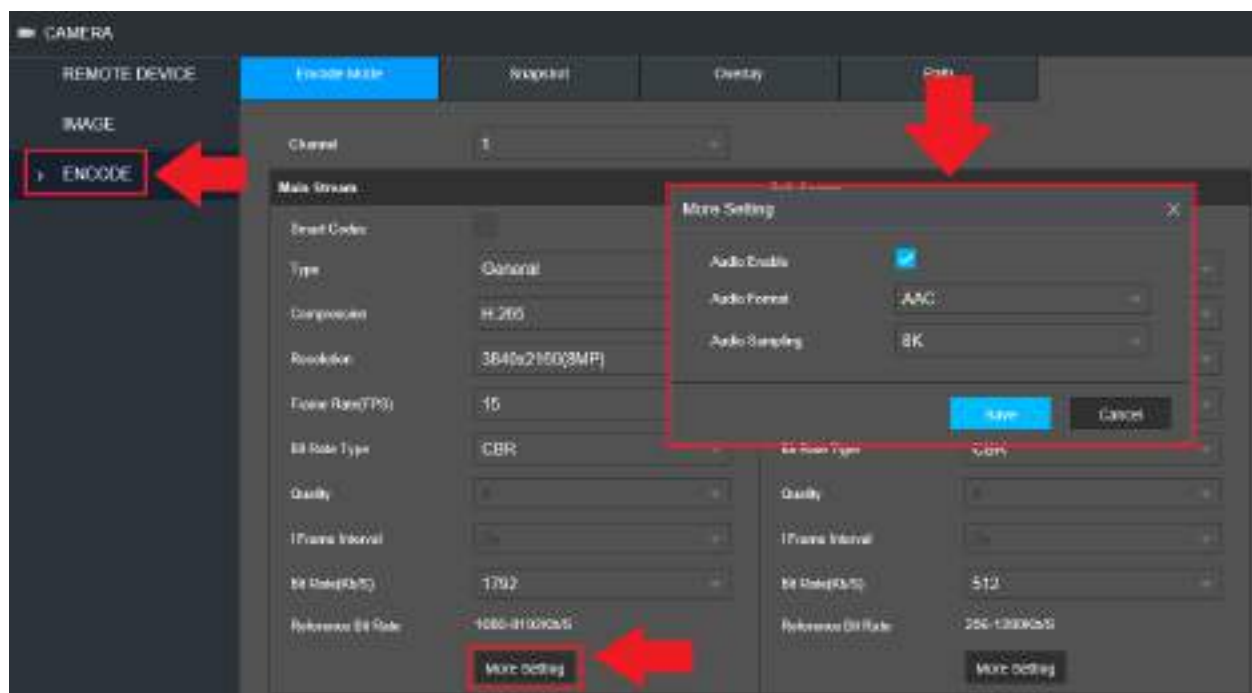 CAMERA
REMOTE DEVICE
Encode Mode
Snapshot
Overlay
IMAGE
Channel
1
ENCODE
Main Stream
More Setting
X
Smart Codec
Audio Enable
Type
General
Audio Format
AAC
Compression
H.265
Audio Sampling
8K
Resolution
3840x2160(8MP)
Frame Rate(FPS)
15
Save
Cancel
Bit Rate Type
CBR
Bit Rate Type
CBR
Quality
Quality
I Frame Interval
I Frame Interval
Bit Rate(Kb/S)
1792
Bit Rate(Kb/S)
512
Reference Bit Rate
Reference Bit Rate
More Setting
More Setting